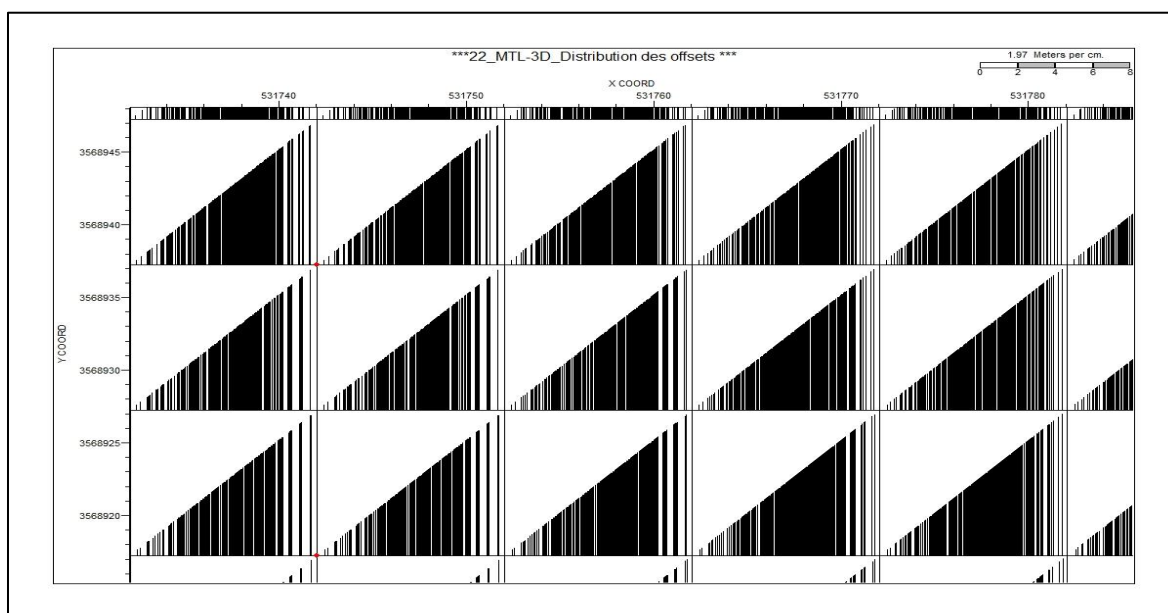 ***22_MTL-3D_Distribution des offsets ***
1.97 Meters per cm.
0 2 4 6 8
X COORD
531740 531750 531760 531770 531780
3568945
3568940
3568935
3568930
3568925
3568920
Y COORD